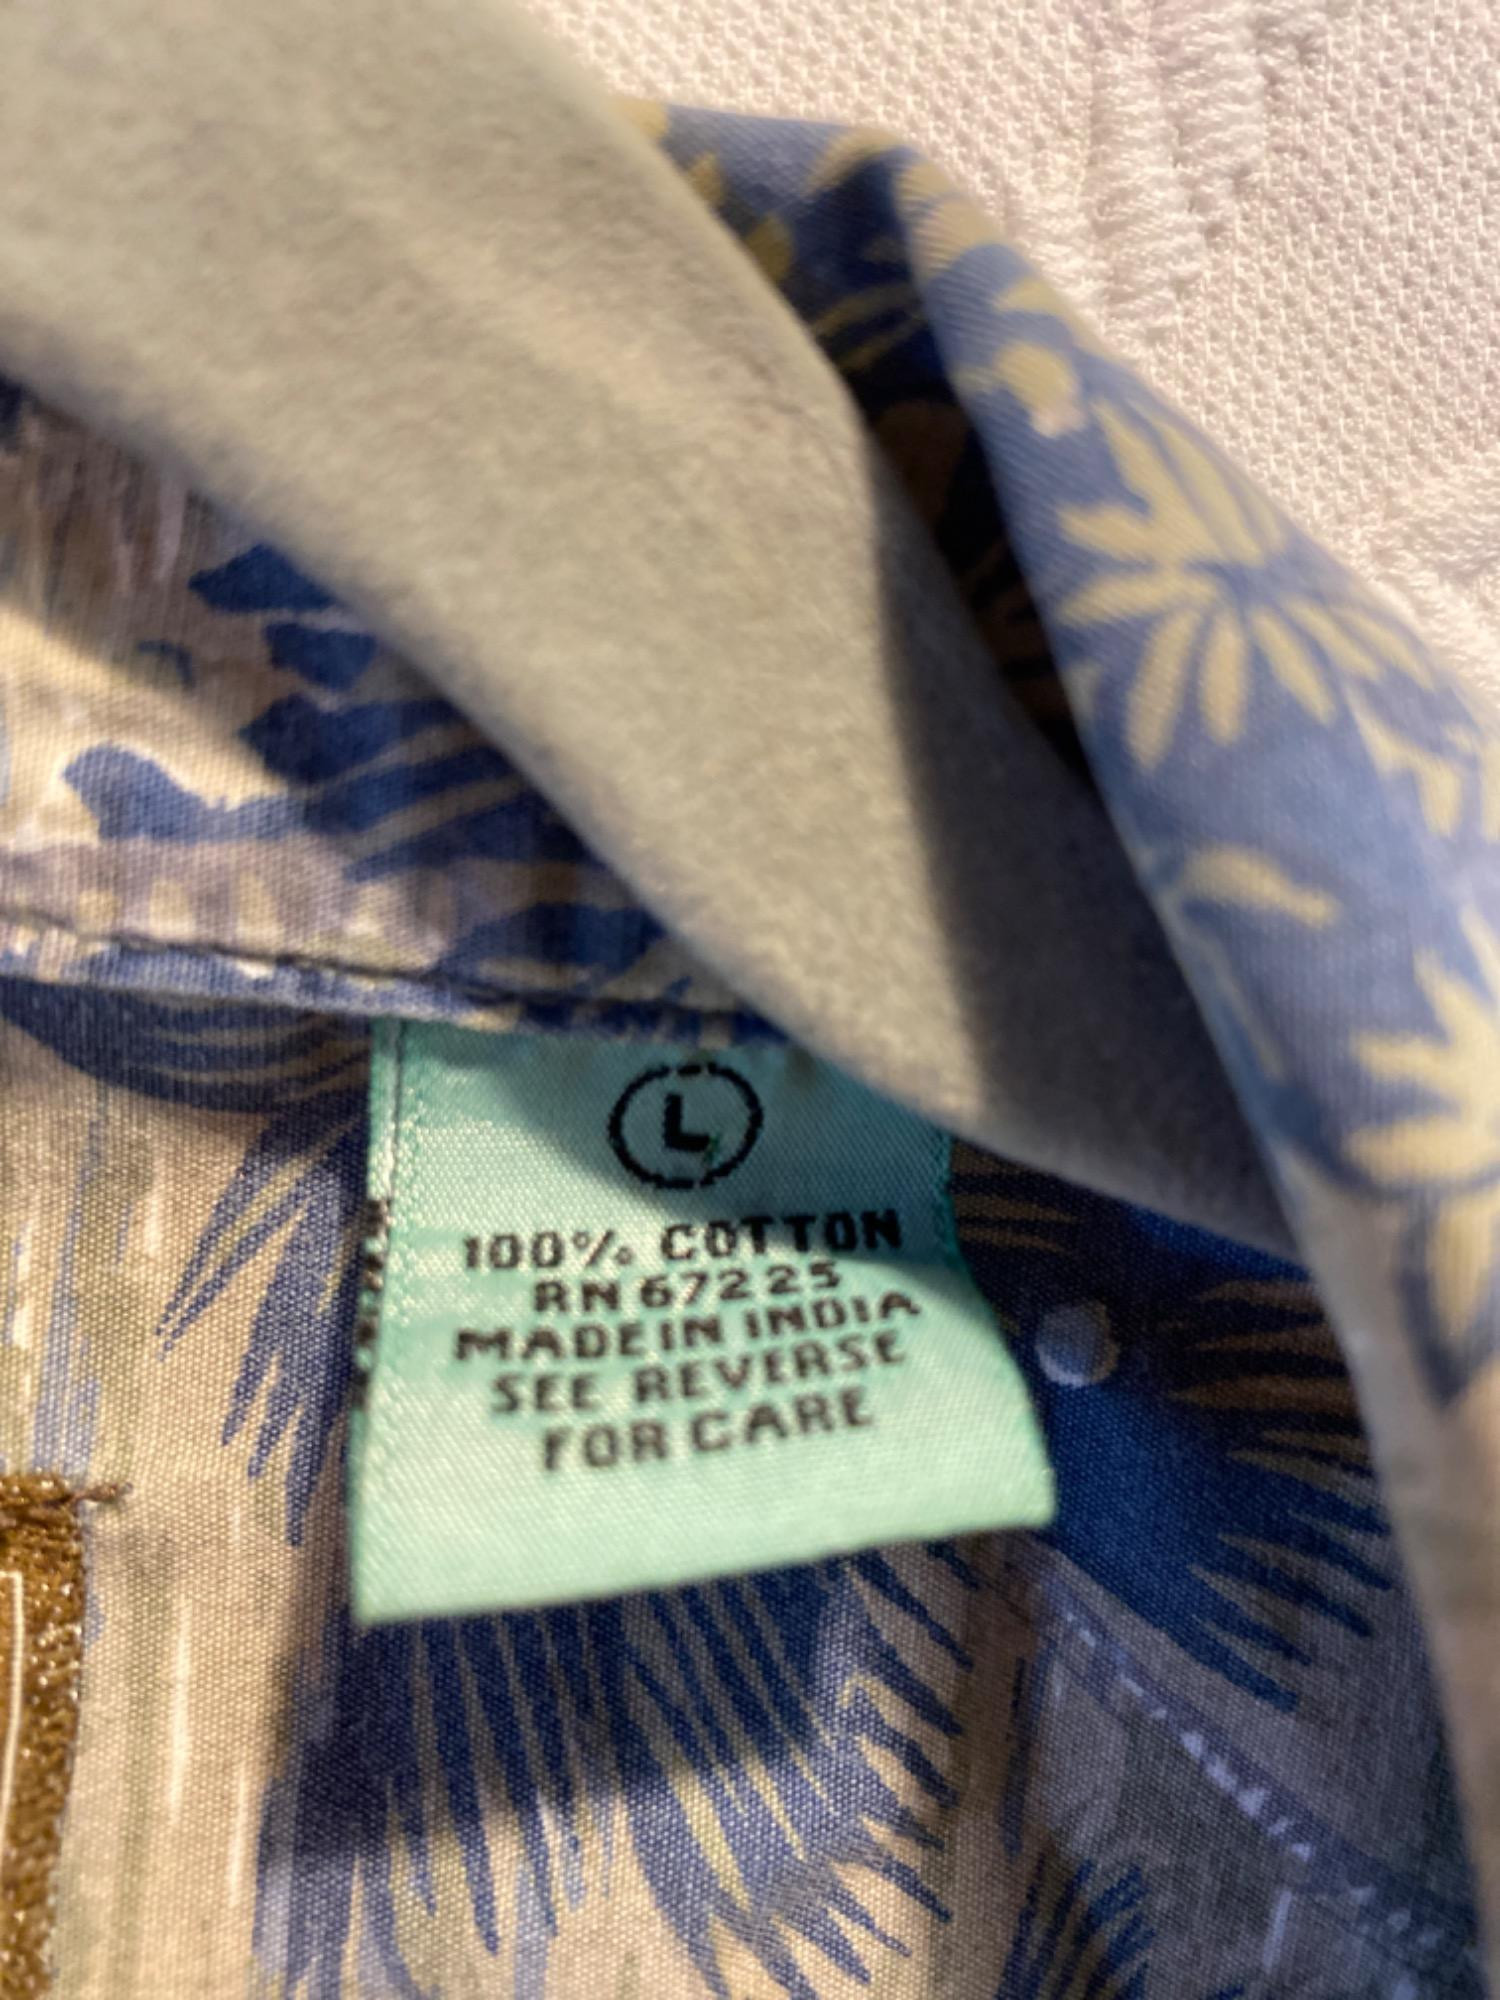 L
100% COTTON
RN 67225
MADE IN INDIA
SEE REVERSE
FOR CARE